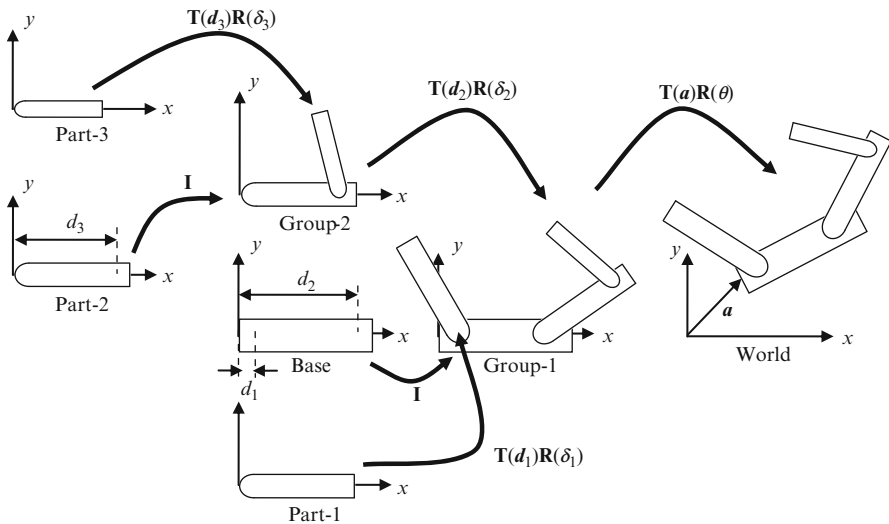 T(d₃)R(δ₃)
y
x
Part-3
T(d₂)R(δ₂)
T(a)R(θ)
y
I
x
Group-2
y
d₃
x
Part-2
y
d₂
x
Base
d₁
I
y
x
Group-1
y
a
x
World
T(d₁)R(δ₁)
y
x
Part-1